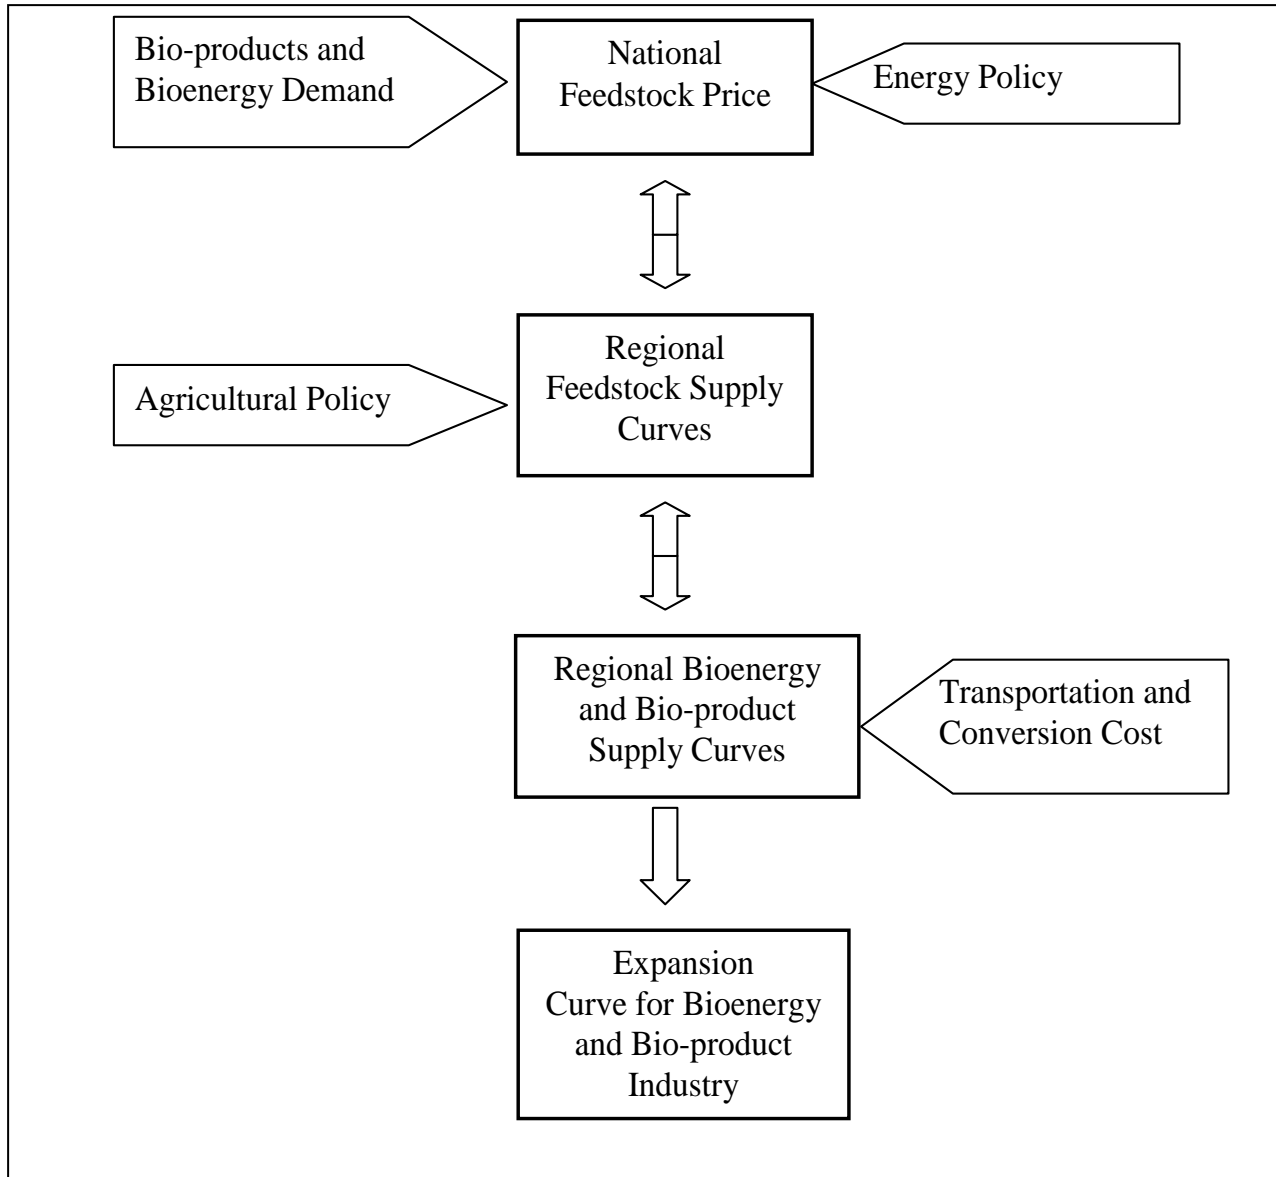 Bio-products and
Bioenergy Demand
National
Feedstock Price
Energy Policy
Regional
Feedstock Supply
Curves
Agricultural Policy
Regional Bioenergy
and Bio-product
Supply Curves
Transportation and
Conversion Cost
Expansion
Curve for Bioenergy
and Bio-product
Industry